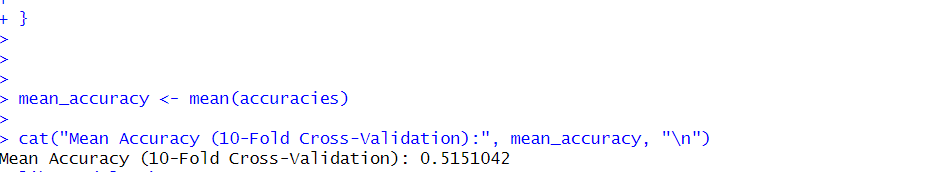 + }
>
>
>
> mean_accuracy <- mean(accuracies)
>
> cat("Mean Accuracy (10-Fold Cross-Validation):", mean_accuracy, "\n")
Mean Accuracy (10-Fold Cross-Validation): 0.5151042